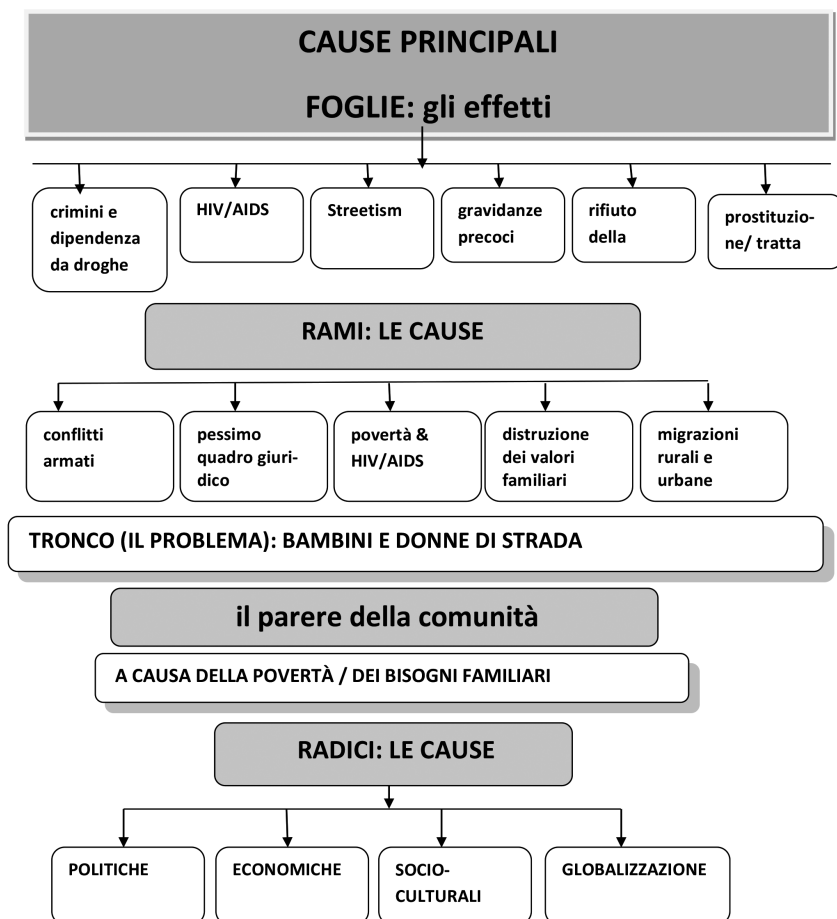 CAUSE PRINCIPALI
FOGLIE: gli effetti
crimini e
dipendenza
da droghe
HIV/AIDS
Streetism
gravidanze
precoci
rifiuto
della
prostituzio-
ne/ tratta
RAMI: LE CAUSE
conflitti
armati
pessimo
quadro giuri-
dico
povertà &
HIV/AIDS
distruzione
dei valori
familiari
migrazioni
rurali e
urbane
TRONCO (IL PROBLEMA): BAMBINI E DONNE DI STRADA
il parere della comunità
A CAUSA DELLA POVERTÀ / DEI BISOGNI FAMILIARI
RADICI: LE CAUSE
POLITICHE
ECONOMICHE
SOCIO-
CULTURALI
GLOBALIZZAZIONE